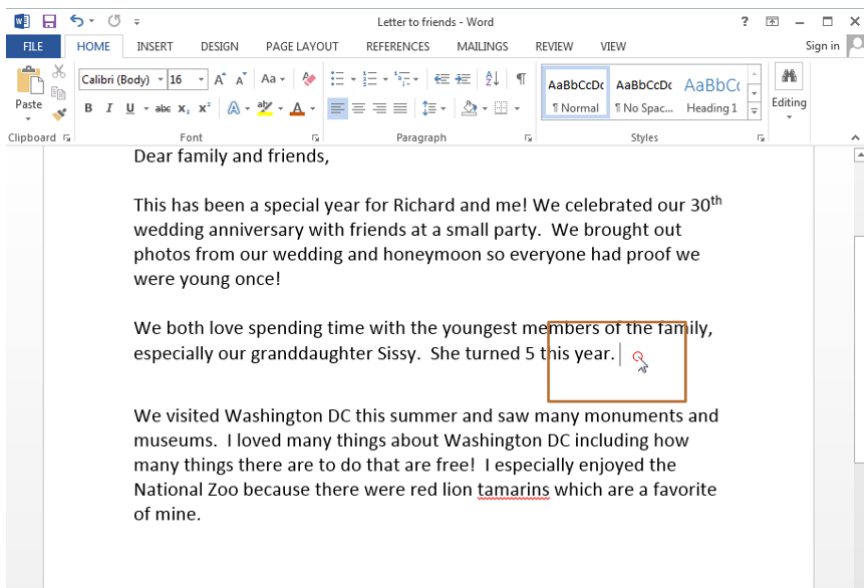 Letter to friends - Word
?
FILE HOME INSERT DESIGN PAGE LAYOUT REFERENCES MAILINGS REVIEW VIEW Sign in
Paste
Calibri (Body) 16 A A Aa
B I U abc X₂ X² A aby A
AaBbCcDc AaBbCcDc AaBbCc
¶ Normal ¶ No Spac... Heading 1
Editing
Clipboard Font Paragraph Styles
Dear family and friends,
This has been a special year for Richard and me! We celebrated our 30th
wedding anniversary with friends at a small party.  We brought out
photos from our wedding and honeymoon so everyone had proof we
were young once!
We both love spending time with the youngest members of the family,
especially our granddaughter Sissy.  She turned 5 this year.
We visited Washington DC this summer and saw many monuments and
museums.  I loved many things about Washington DC including how
many things there are to do that are free!  I especially enjoyed the
National Zoo because there were red lion tamarins which are a favorite
of mine.